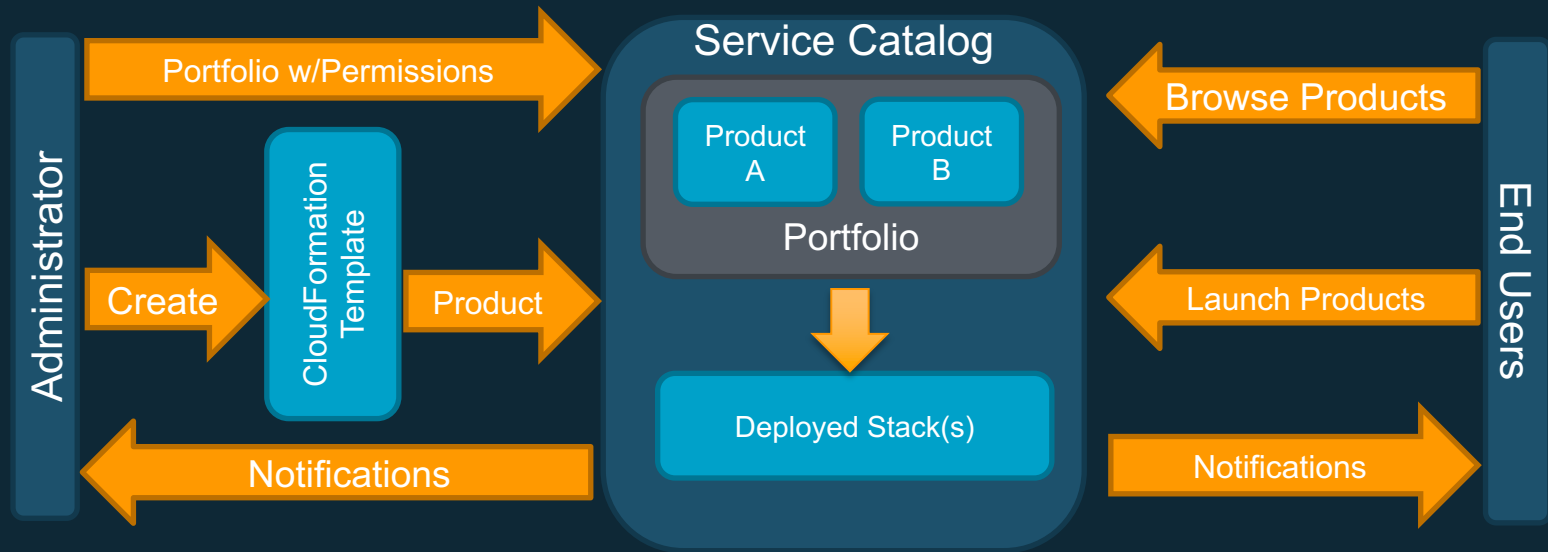 Service Catalog
Portfolio w/Permissions
Browse Products
Product
A
Product
B
Portfolio
Administrator
Create
CloudFormation
Template
Product
Launch Products
End Users
Deployed Stack(s)
Notifications
Notifications